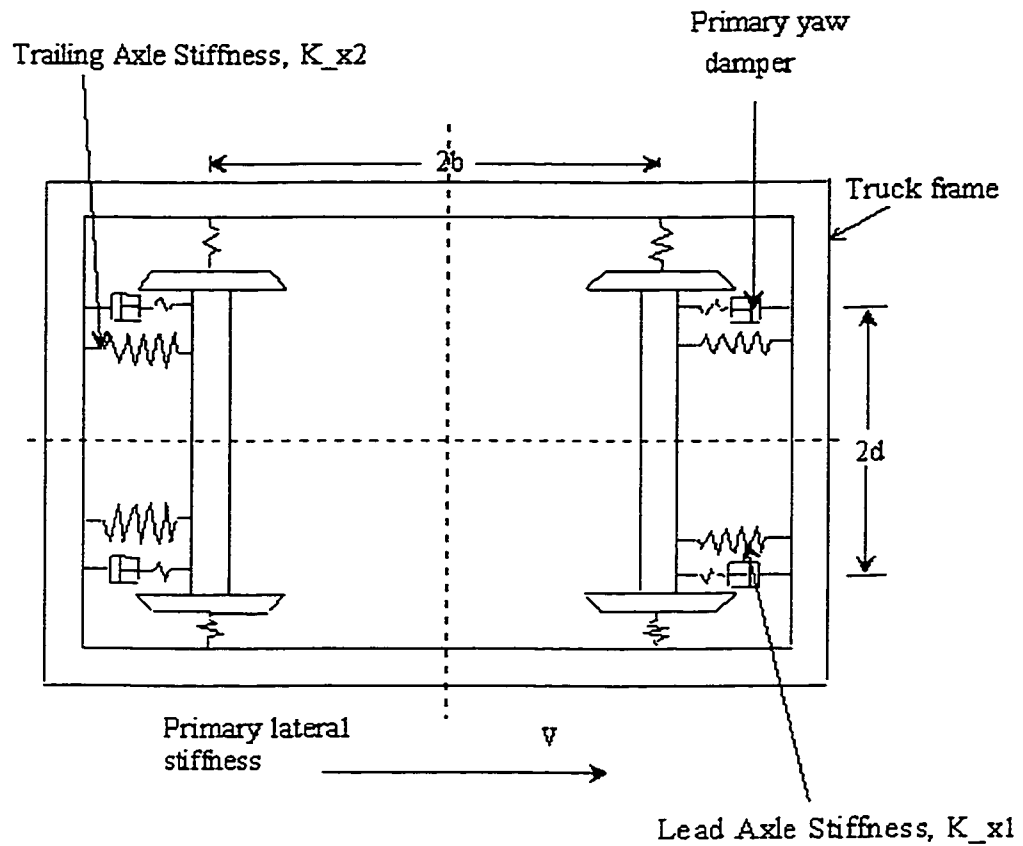 Primary yaw
damper
Trailing Axle Stiffness, K_x2
2b
Truck frame
2d
Primary lateral
stiffness
V
Lead Axle Stiffness, K_x1